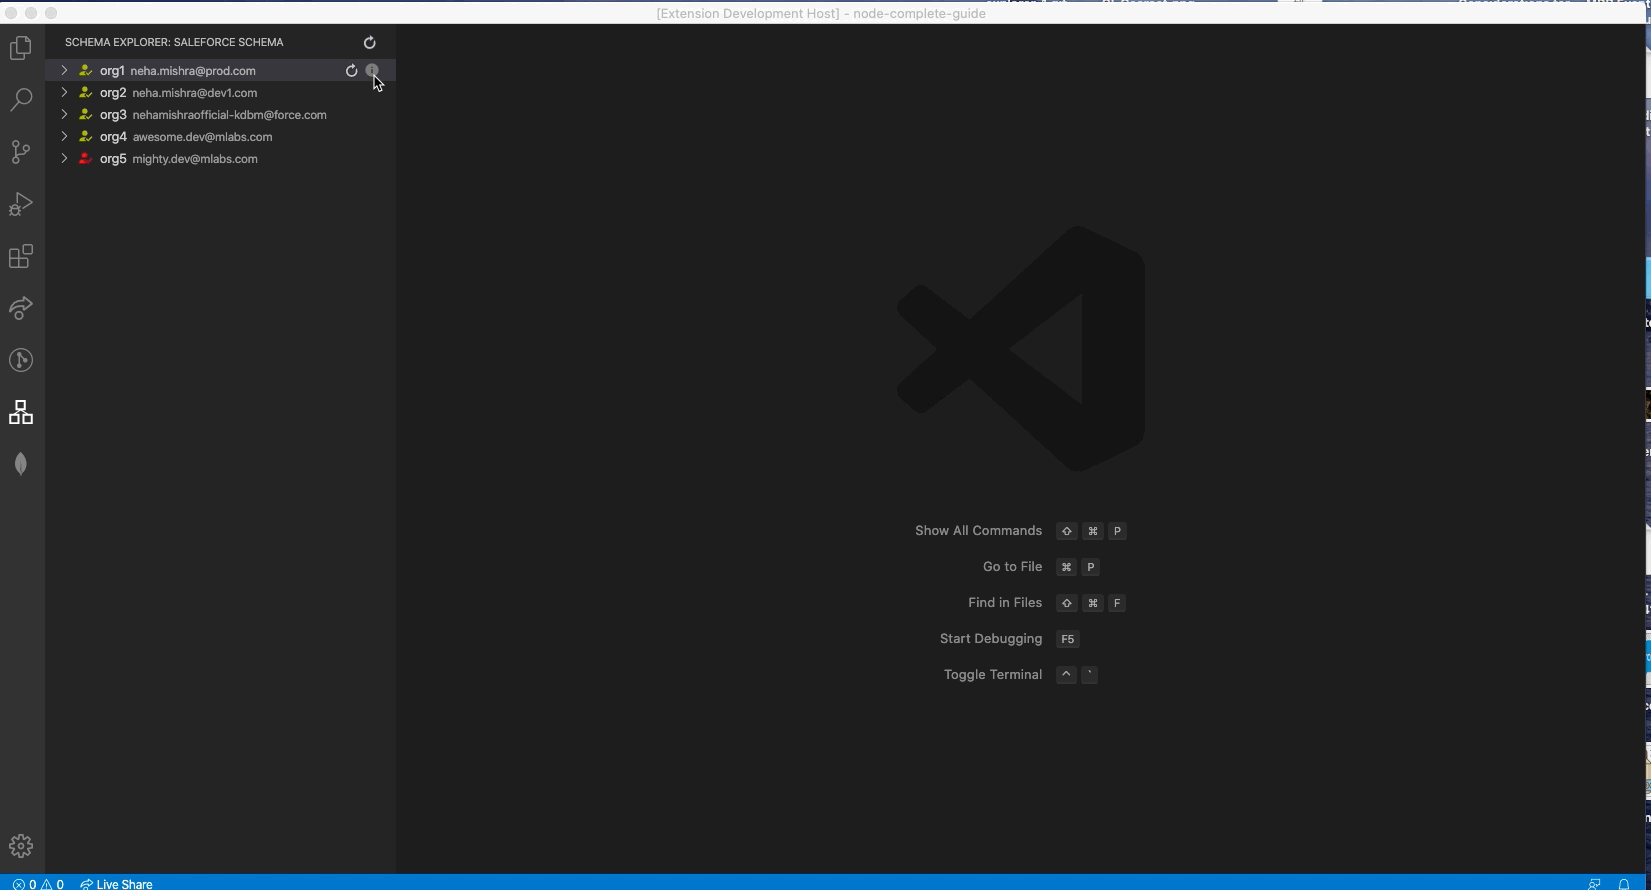 [Extension Development Host] - node-complete-guide
SCHEMA EXPLORER: SALEFORCE SCHEMA
org1 neha.mishra@prod.com
org2 neha.mishra@dev1.com
org3 nehamishraofficial-kdbm@force.com
org4 awesome.dev@mlabs.com
org5 mighty.dev@mlabs.com
Show All Commands ⇧ ⌘ P
Go to File ⌘ P
Find in Files ⇧ ⌘ F
Start Debugging F5
Toggle Terminal ^ `
0 0 Live Share